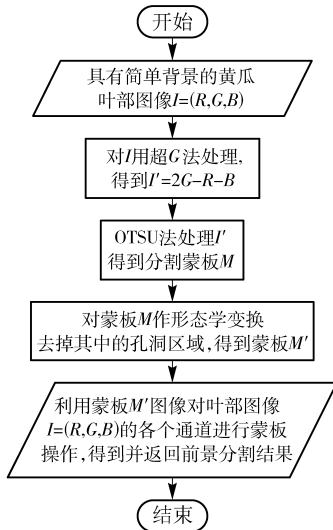 开始
具有简单背景的黄瓜
叶部图像I=(R,G,B)
对I用超G法处理,
得到I′=2G−R−B
OTSU法处理I′
得到分割蒙板M
对蒙板M作形态学变换
去掉其中的孔洞区域,得到蒙板M′
利用蒙板M′图像对叶部图像
I=(R,G,B)的各个通道进行蒙板
操作,得到并返回前景分割结果
结束